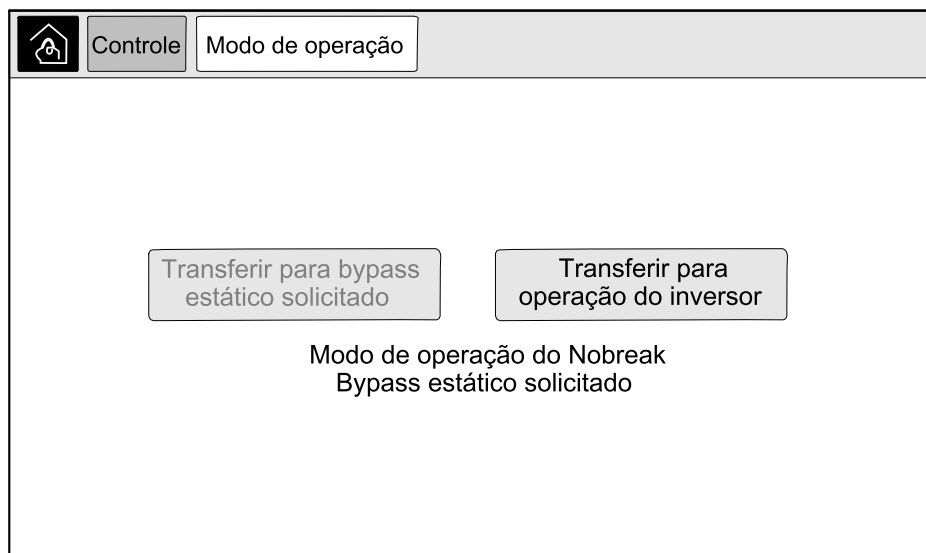 Controle
Modo de operação
Transferir para bypass
estático solicitado
Transferir para
operação do inversor
Modo de operação do Nobreak
Bypass estático solicitado